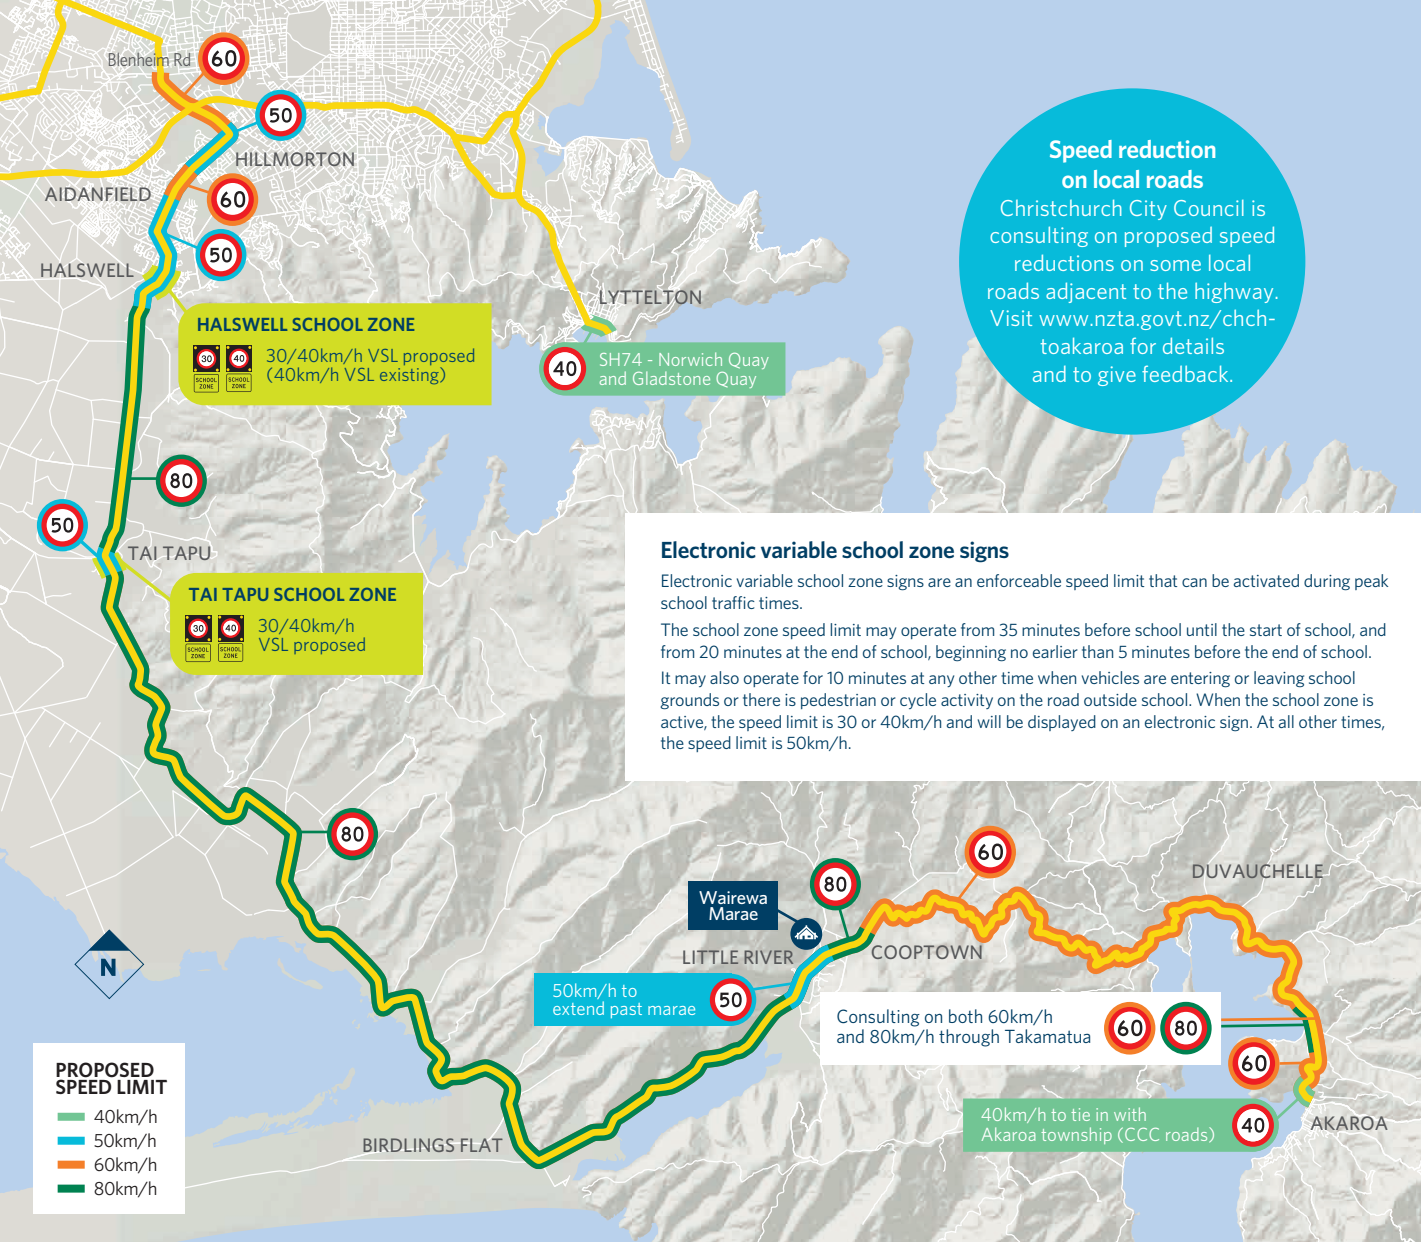 Blenheim Rd
60
50
HILLMORTON
AIDANFIELD
60
50
HALSWELL
HALSWELL SCHOOL ZONE
30
40
SCHOOL
ZONE
SCHOOL
ZONE
30/40km/h VSL proposed
(40km/h VSL existing)
LYTTELTON
40
SH74 - Norwich Quay
and Gladstone Quay
Speed reduction
on local roads
Christchurch City Council is
consulting on proposed speed
reductions on some local
roads adjacent to the highway.
Visit www.nzta.govt.nz/chch-
toakaroa for details
and to give feedback.
80
50
TAI TAPU
TAI TAPU SCHOOL ZONE
30
40
SCHOOL
ZONE
SCHOOL
ZONE
30/40km/h
VSL proposed
Electronic variable school zone signs
Electronic variable school zone signs are an enforceable speed limit that can be activated during peak
school traffic times.
The school zone speed limit may operate from 35 minutes before school until the start of school, and
from 20 minutes at the end of school, beginning no earlier than 5 minutes before the end of school.
It may also operate for 10 minutes at any other time when vehicles are entering or leaving school
grounds or there is pedestrian or cycle activity on the road outside school. When the school zone is
active, the speed limit is 30 or 40km/h and will be displayed on an electronic sign. At all other times,
the speed limit is 50km/h.
80
60
80
DUVAUCHELLE
Wairewa
Marae
LITTLE RIVER
COOPTOWN
50km/h to
extend past marae
50
Consulting on both 60km/h
and 80km/h through Takamatua
60
80
60
40km/h to tie in with
Akaroa township (CCC roads)
40
AKAROA
BIRDLINGS FLAT
N
PROPOSED
SPEED LIMIT
40km/h
50km/h
60km/h
80km/h